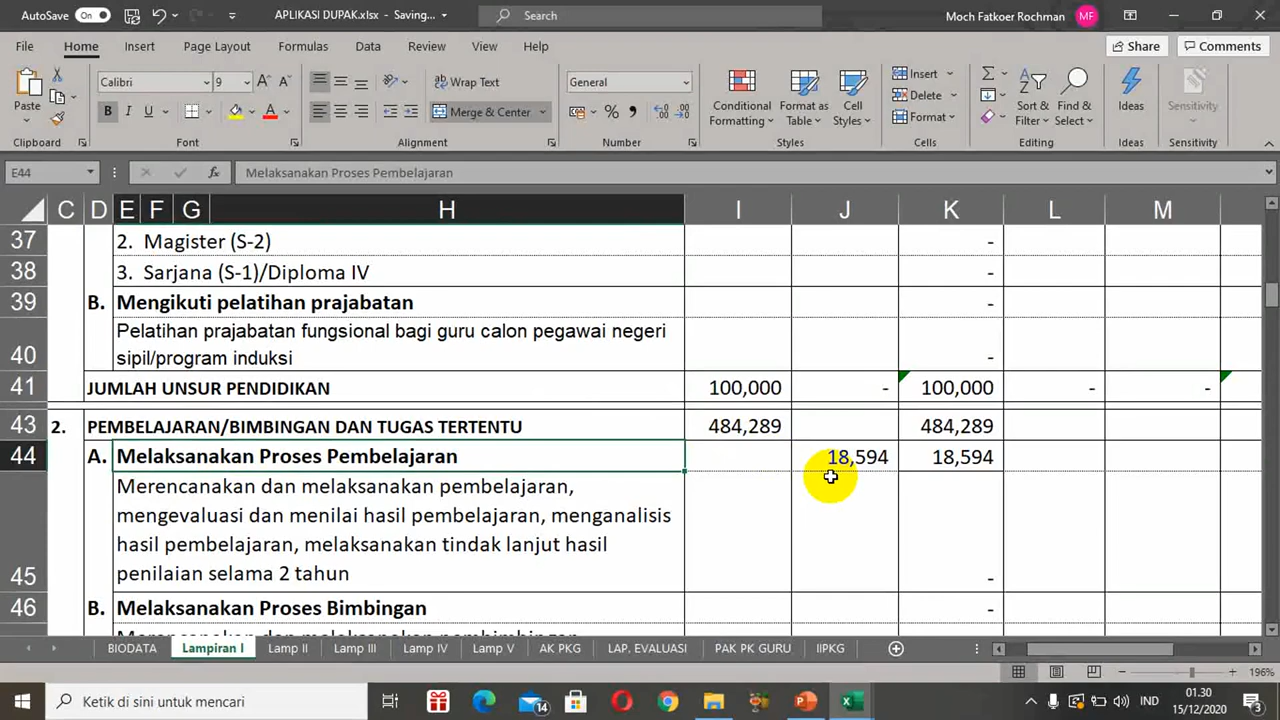 AutoSave On APLIKASI DUPAK.xlsx - Saving... Search Moch Fatkoer Rochman MF
File Home Insert Page Layout Formulas Data Review View Help Share Comments
Paste Calibri 9 Wrap Text General Conditional Formatting Format as Table Cell Styles Insert Delete Format Sort & Filter Find & Select Ideas Sensitivity
B I U Merge & Center
Clipboard Font Alignment Number Styles Cells Editing Ideas Sensitivity
E44 fx Melaksanakan Proses Pembelajaran
C D E F G H I J K L M
37 2. Magister (S-2) -
38 3. Sarjana (S-1)/Diploma IV -
39 B. Mengikuti pelatihan prajabatan -
Pelatihan prajabatan fungsional bagi guru calon pegawai negeri
40 sipil/program induksi -
41 JUMLAH UNSUR PENDIDIKAN 100,000 - 100,000 - -
43 2. PEMBELAJARAN/BIMBINGAN DAN TUGAS TERTENTU 484,289 484,289
44 A. Melaksanakan Proses Pembelajaran 18,594 18,594
Merencanakan dan melaksanakan pembelajaran,
mengevaluasi dan menilai hasil pembelajaran, menganalisis
hasil pembelajaran, melaksanakan tindak lanjut hasil
45 penilaian selama 2 tahun -
46 B. Melaksanakan Proses Bimbingan -
BIODATA Lampiran I Lamp II Lamp III Lamp IV Lamp V AK PKG LAP. EVALUASI PAK PK GURU IIPKG
196%
Ketik di sini untuk mencari 14 IND 01.30
15/12/2020 3